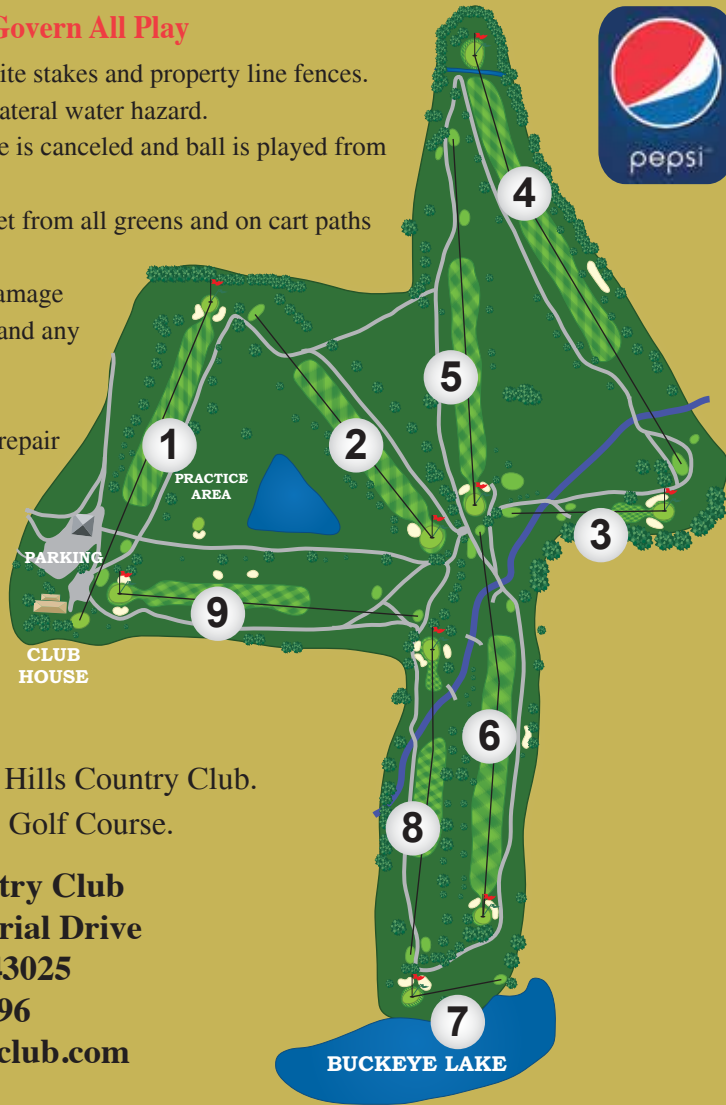 Govern All Play
ite stakes and property line fences.
ateral water hazard.
e is canceled and ball is played from
et from all greens and on cart paths
amage
and any
repair
pepsi
4
5
1
2
PRACTICE
AREA
3
PARKING
9
CLUB
HOUSE
6
Hills Country Club.
8
Golf Course.
try Club
rial Drive
43025
96
club.com
7
BUCKEYE LAKE